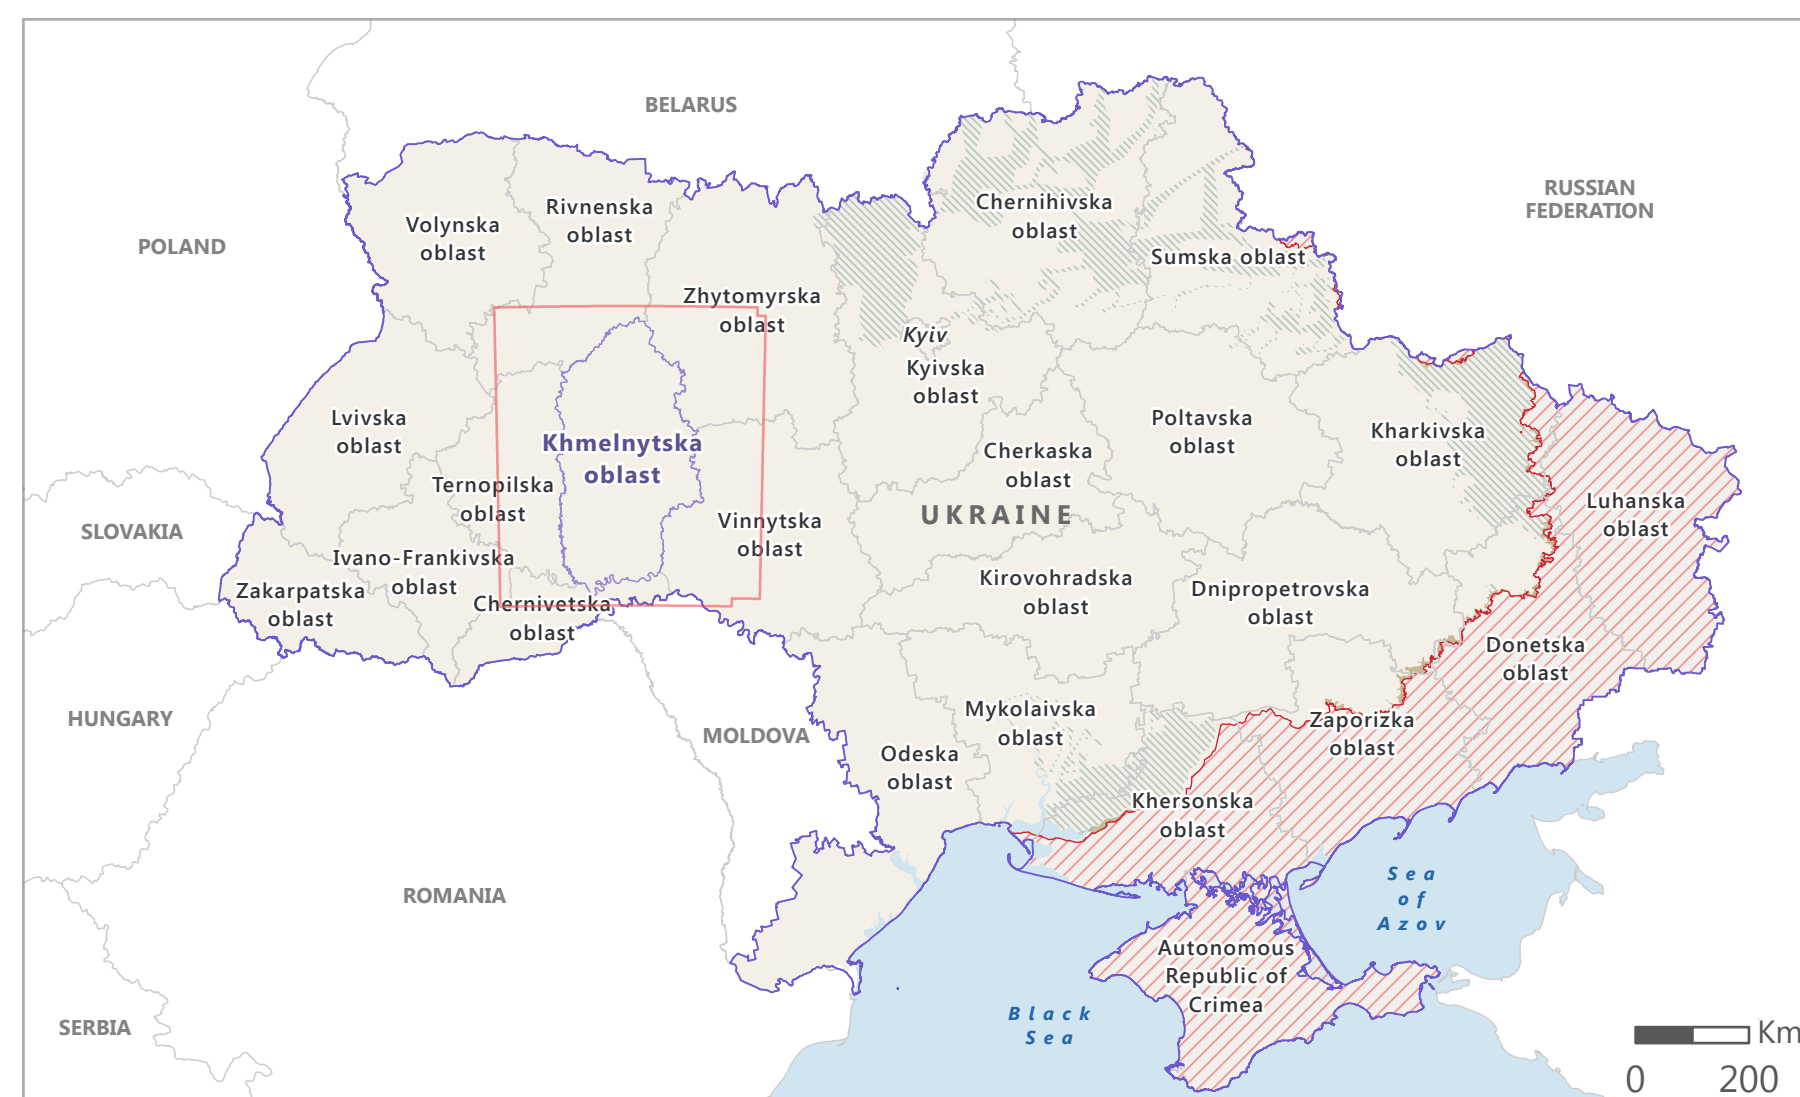 BELARUS
RUSSIAN
FEDERATION
POLAND
Volynska
oblast
Rivnenska
oblast
Chernihivska
oblast
Sumska oblast
Zhytomyrska
oblast
Kyiv
Kyivska
oblast
Lvivska
oblast
Khmelnytska
oblast
Cherkaska
oblast
Poltavska
oblast
Kharkivska
oblast
Ternopilska
oblast
Vinnytska
oblast
UKRAINE
Luhanska
oblast
SLOVAKIA
Ivano-Frankivska
oblast
Zakarpatska
oblast
Chernivetska
oblast
Kirovohradska
oblast
Dnipropetrovska
oblast
Donetska
oblast
HUNGARY
MOLDOVA
Mykolaivska
oblast
Odeska
oblast
Zaporizka
oblast
Khersonska
oblast
ROMANIA
Sea
of
Azov
Autonomous
Republic of
Crimea
Black
Sea
SERBIA
Km
0 200